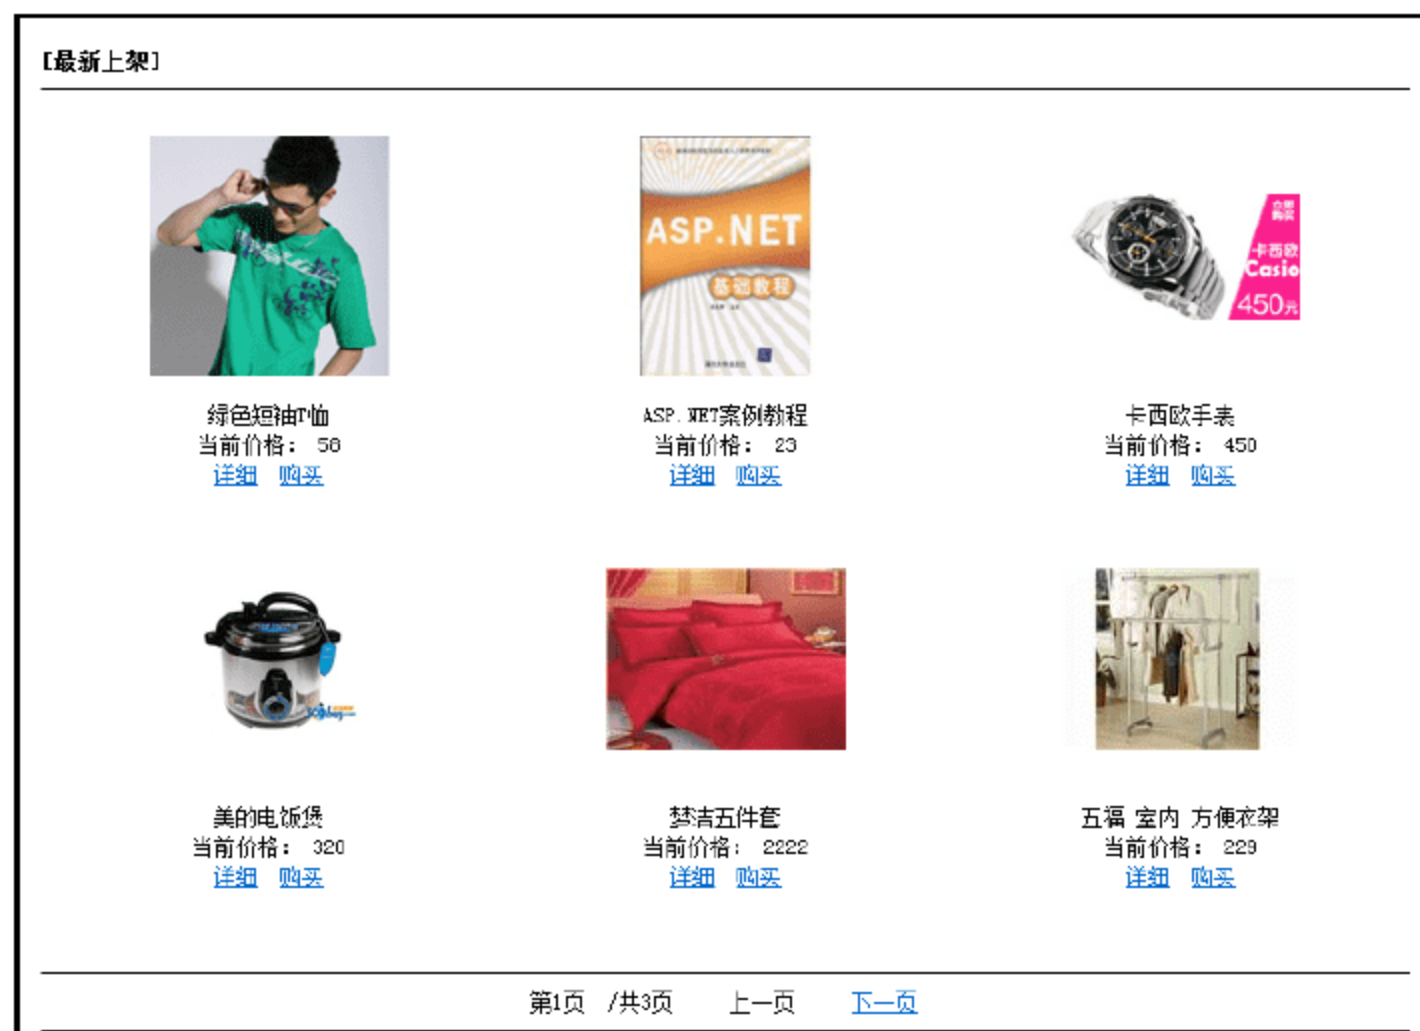 [最新上架]
ASP.NET
基础教程
立即
购买
卡西欧
Casio
450元
绿色短袖T恤
ASP.NET案例教程
卡西欧手表
当前价格： 58
当前价格： 23
当前价格： 450
详细 购买
详细 购买
详细 购买
美的电饭煲
梦洁五件套
五福 室内 方便衣架
当前价格： 320
当前价格： 2222
当前价格： 229
详细 购买
详细 购买
详细 购买
第1页 /共3页 上一页 下一页